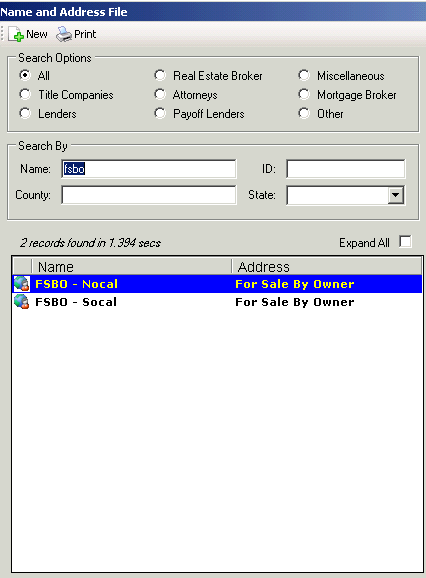 Name and Address File
New Print
Search Options
All Real Estate Broker Miscellaneous
Title Companies Attorneys Mortgage Broker
Lenders Payoff Lenders Other
Search By
Name: fsbo ID:
County: State:
2 records found in 1.394 secs Expand All
Name Address
FSBO - Nocal For Sale By Owner
FSBO - Socal For Sale By Owner